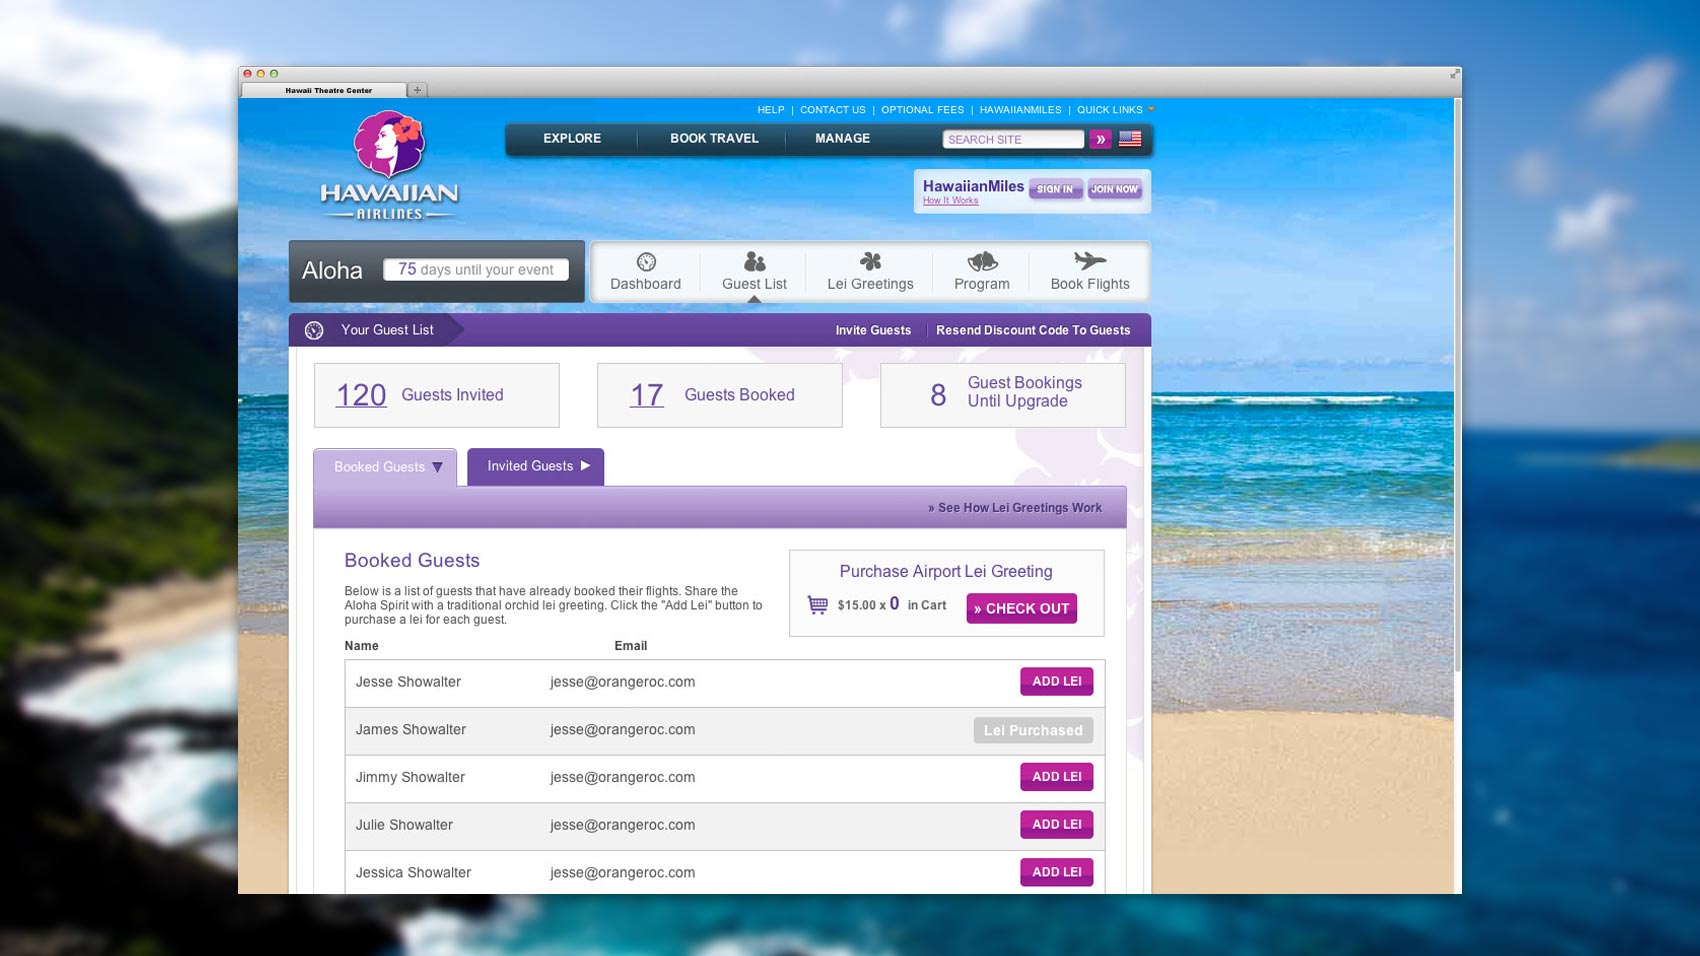 Hawaii Theatre Center
HELP | CONTACT US | OPTIONAL FEES | HAWAIIANMILES | QUICK LINKS
EXPLORE BOOK TRAVEL MANAGE SEARCH SITE »
HAWAIIAN
AIRLINES.
HawaiianMiles SIGN IN JOIN NOW
How It Works
Aloha 75 days until your event
Dashboard Guest List Lei Greetings Program Book Flights
Your Guest List Invite Guests Resend Discount Code To Guests
120 Guests Invited 17 Guests Booked 8 Guest Bookings
Until Upgrade
Booked Guests Invited Guests
» See How Lei Greetings Work
Booked Guests
Below is a list of guests that have already booked their flights. Share the
Aloha Spirit with a traditional orchid lei greeting. Click the "Add Lei" button to
purchase a lei for each guest.
Purchase Airport Lei Greeting
$15.00 x 0 in Cart » CHECK OUT
Name Email
Jesse Showalter jesse@orangeroc.com ADD LEI
James Showalter jesse@orangeroc.com Lei Purchased
Jimmy Showalter jesse@orangeroc.com ADD LEI
Julie Showalter jesse@orangeroc.com ADD LEI
Jessica Showalter jesse@orangeroc.com ADD LEI